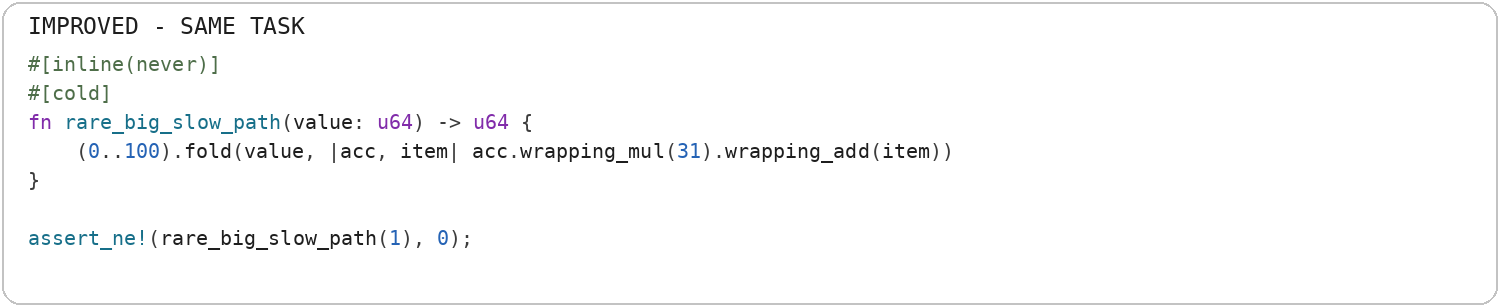 IMPROVED - SAME TASK
#[inline(never)]
#[cold]
fn rare_big_slow_path(value: u64) -> u64 {
    (0..100).fold(value, |acc, item| acc.wrapping_mul(31).wrapping_add(item))
}
assert_ne!(rare_big_slow_path(1), 0);